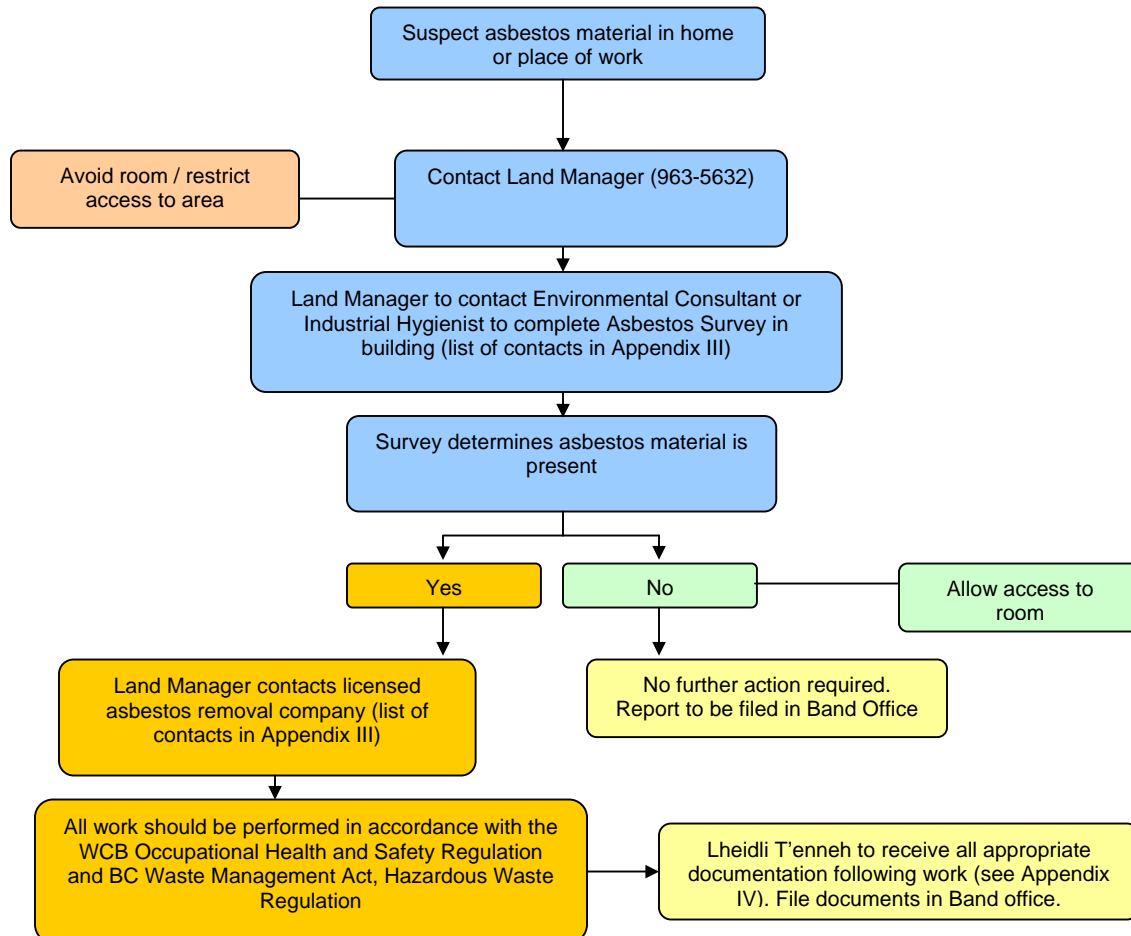 Suspect asbestos material in home
or place of work
Avoid room / restrict
access to area
Contact Land Manager (963-5632)
Land Manager to contact Environmental Consultant or
Industrial Hygienist to complete Asbestos Survey in
building (list of contacts in Appendix III)
Survey determines asbestos material is
present
Yes
No
Allow access to
room
Land Manager contacts licensed
asbestos removal company (list of
contacts in Appendix III)
No further action required.
Report to be filed in Band Office
All work should be performed in accordance with the
WCB Occupational Health and Safety Regulation
and BC Waste Management Act, Hazardous Waste
Regulation
Lheidli T'enneh to receive all appropriate
documentation following work (see Appendix
IV). File documents in Band office.